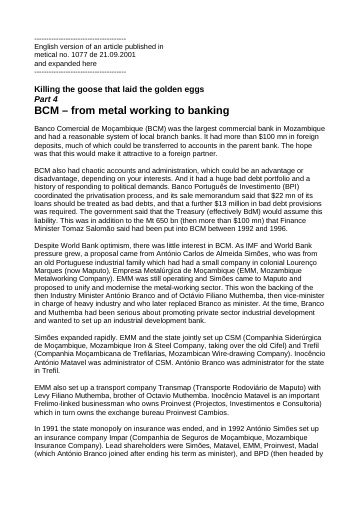 ------------------------------------
English version of an article published in
metical no. 1077 de 21.09.2001
and expanded here
------------------------------------
Killing the goose that laid the golden eggs
Part 4
BCM – from metal working to banking
Banco Comercial de Moçambique (BCM) was the largest commercial bank in Mozambique
and had a reasonable system of local branch banks. It had more than $100 mn in foreign
deposits, much of which could be transferred to accounts in the parent bank. The hope
was that this would make it attractive to a foreign partner.
BCM also had chaotic accounts and administration, which could be an advantage or
disadvantage, depending on your interests. And it had a huge bad debt portfolio and a
history of responding to political demands. Banco Português de Investimento (BPI)
coordinated the privatisation process, and its sale memorandum said that $22 mn of its
loans should be treated as bad debts, and that a further $13 million in bad debt provisions
was required. The government said that the Treasury (effectively BCM) would assume this
liability. This was in addition to the Mt 650 bn (then more than $100 mn) that Finance
Minister Tomaz Salomão said had been put into BCM between 1992 and 1996.
Despite World Bank optimism, there was little interest in BCM. As IMF and World Bank
pressure grew, a proposal came from António Carlos de Almeida Simões, who was from
an old Portuguese industrial family which had had a small company in colonial Lourenço
Marques (now Maputo), Empresa Metalúrgica de Moçambique (EMM, Mozambique
Metalworking Company). EMM was still operating and Simões came to Maputo and
proposed to unify and modernise the metal-working sector. This won the backing of the
then Industry Minister António Branco and of Octávio Filiano Muthemba, then vice-minister
in charge of heavy industry and who later replaced Branco as minister. At the time, Branco
and Muthemba had been serious about promoting private sector industrial development
and wanted to set up an industrial development bank.
Simões expanded rapidly. EMM and the state jointly set up CSM (Companhia Siderúrgica
de Moçambique, Mozambique Iron & Steel Company, taking over the old Cifel) and Trefil
(Companhia Moçambicana de Trefilarias, Mozambican Wire-drawing Company). Inocêncio
António Matavel was administrator of CSM. António Branco was administrator for the state
in Trefil.
EMM also set up a transport company Transmap (Transporte Rodoviário de Maputo) with
Levy Filiano Muthemba, brother of Octavio Muthemba. Inocêncio Matavel is an important
Frelimo-linked businessman who owns Proinvest (Projectos, Investimentos e Consultoria)
which in turn owns the exchange bureau Proinvest Cambios.
In 1991 the state monopoly on insurance was ended, and in 1992 António Simões set up
an insurance company Impar (Companhia de Seguros de Moçambique, Mozambique
Insurance Company). Lead shareholders were Simões, Matavel, EMM, Proinvest, Madal
(which António Branco joined after ending his term as minister), and BPD (then headed by